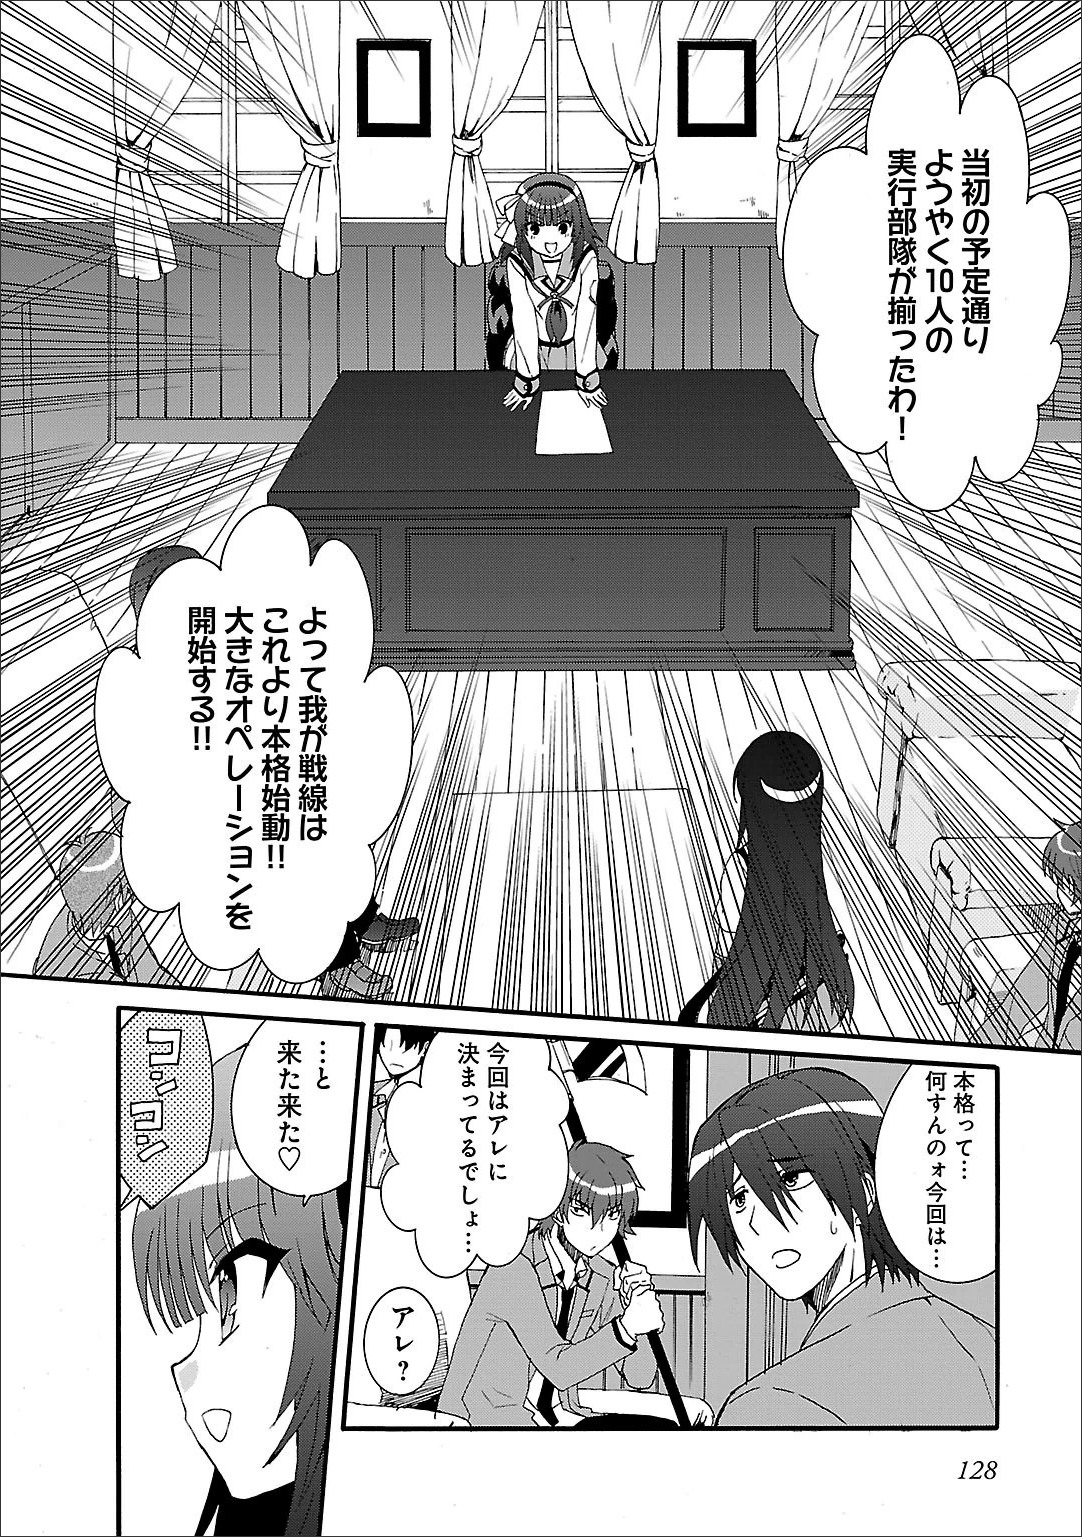 当初の予定通り
ようやく10人の
実行部隊が揃ったわ！
よって我が戦線は
これより本格始動!!
大きなオペレーションを
開始する!!
本格って…
何すんのォ今回は…
今回はアレに
決まってるでしょ…
アレ？
…と
来た来た♡
コンコン
128